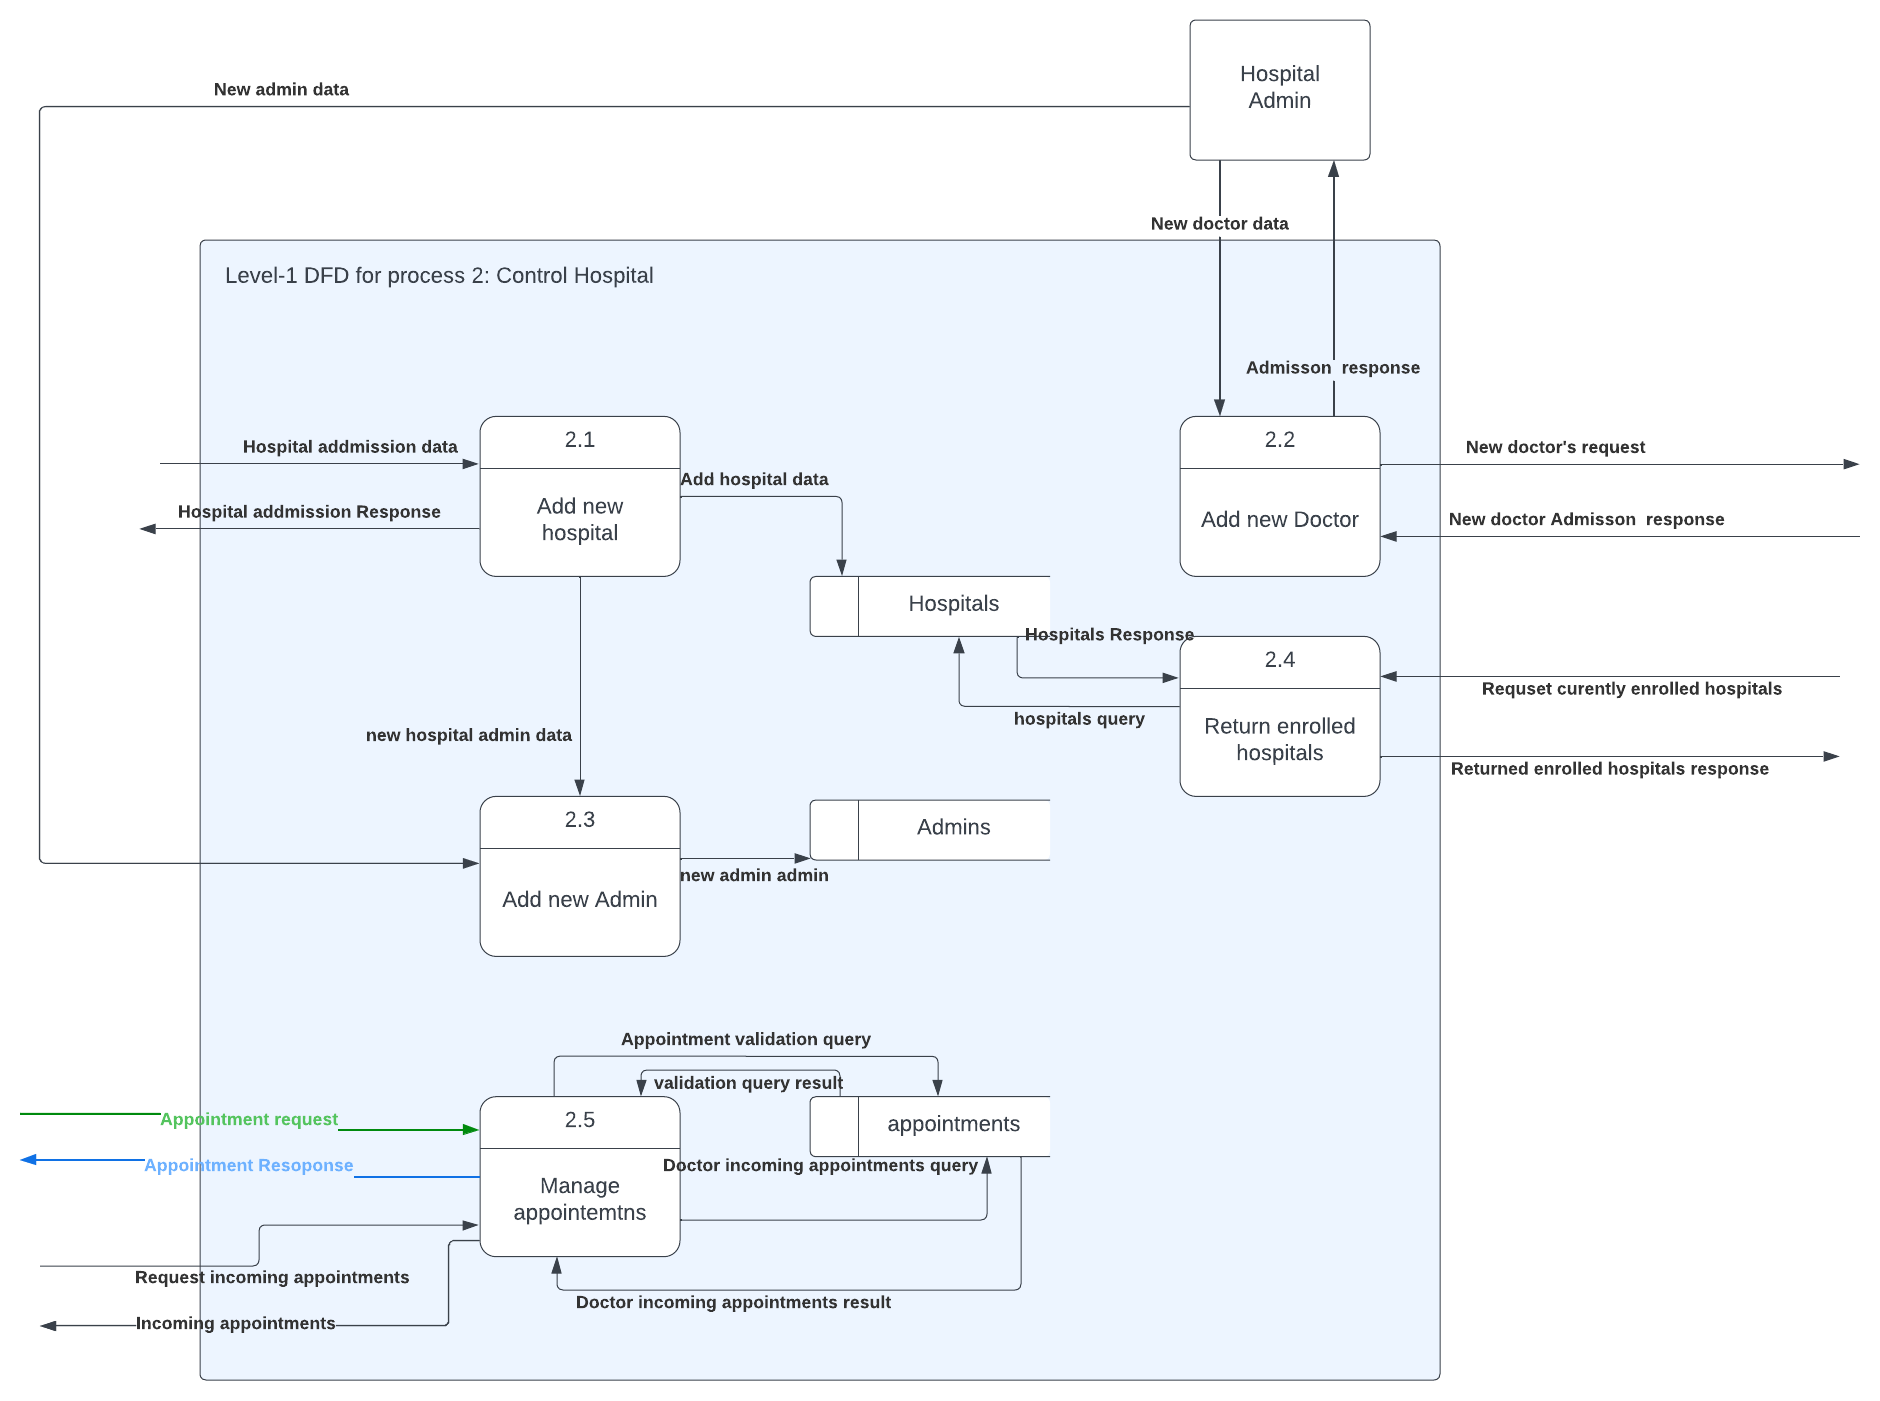 Hospital
Admin
New admin data
New doctor data
Level-1 DFD for process 2: Control Hospital
Admisson  response
2.1
Add new
hospital
Hospital addmission data
Hospital addmission Response
Add hospital data
2.2
Add new Doctor
New doctor's request
New doctor Admisson  response
Hospitals
Hospitals Response
hospitals query
2.4
Return enrolled
hospitals
Requset curently enrolled hospitals
Returned enrolled hospitals response
new hospital admin data
2.3
Add new Admin
Admins
new admin admin
Appointment validation query
validation query result
2.5
Manage
appointemtns
appointments
Appointment request
Appointment Resoponse
Doctor incoming appointments query
Request incoming appointments
Doctor incoming appointments result
Incoming appointments